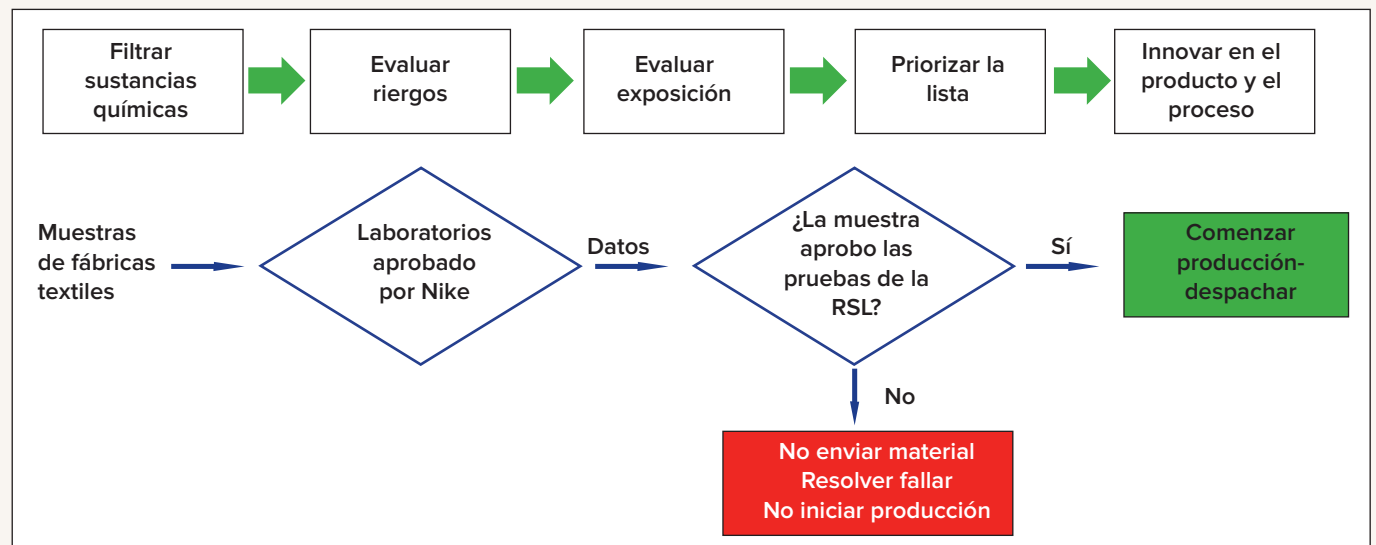 Filtrar
sustancias
químicas
Evaluar
riergos
Evaluar
exposición
Priorizar la
lista
Innovar en el
producto y el
proceso
Muestras
de fábricas
textiles
Laboratorios
aprobado
por Nike
Datos
¿La muestra
aprobo las
pruebas de la
RSL?
Sí
Comenzar
producción-
despachar
No
No enviar material
Resolver fallar
No iniciar producción